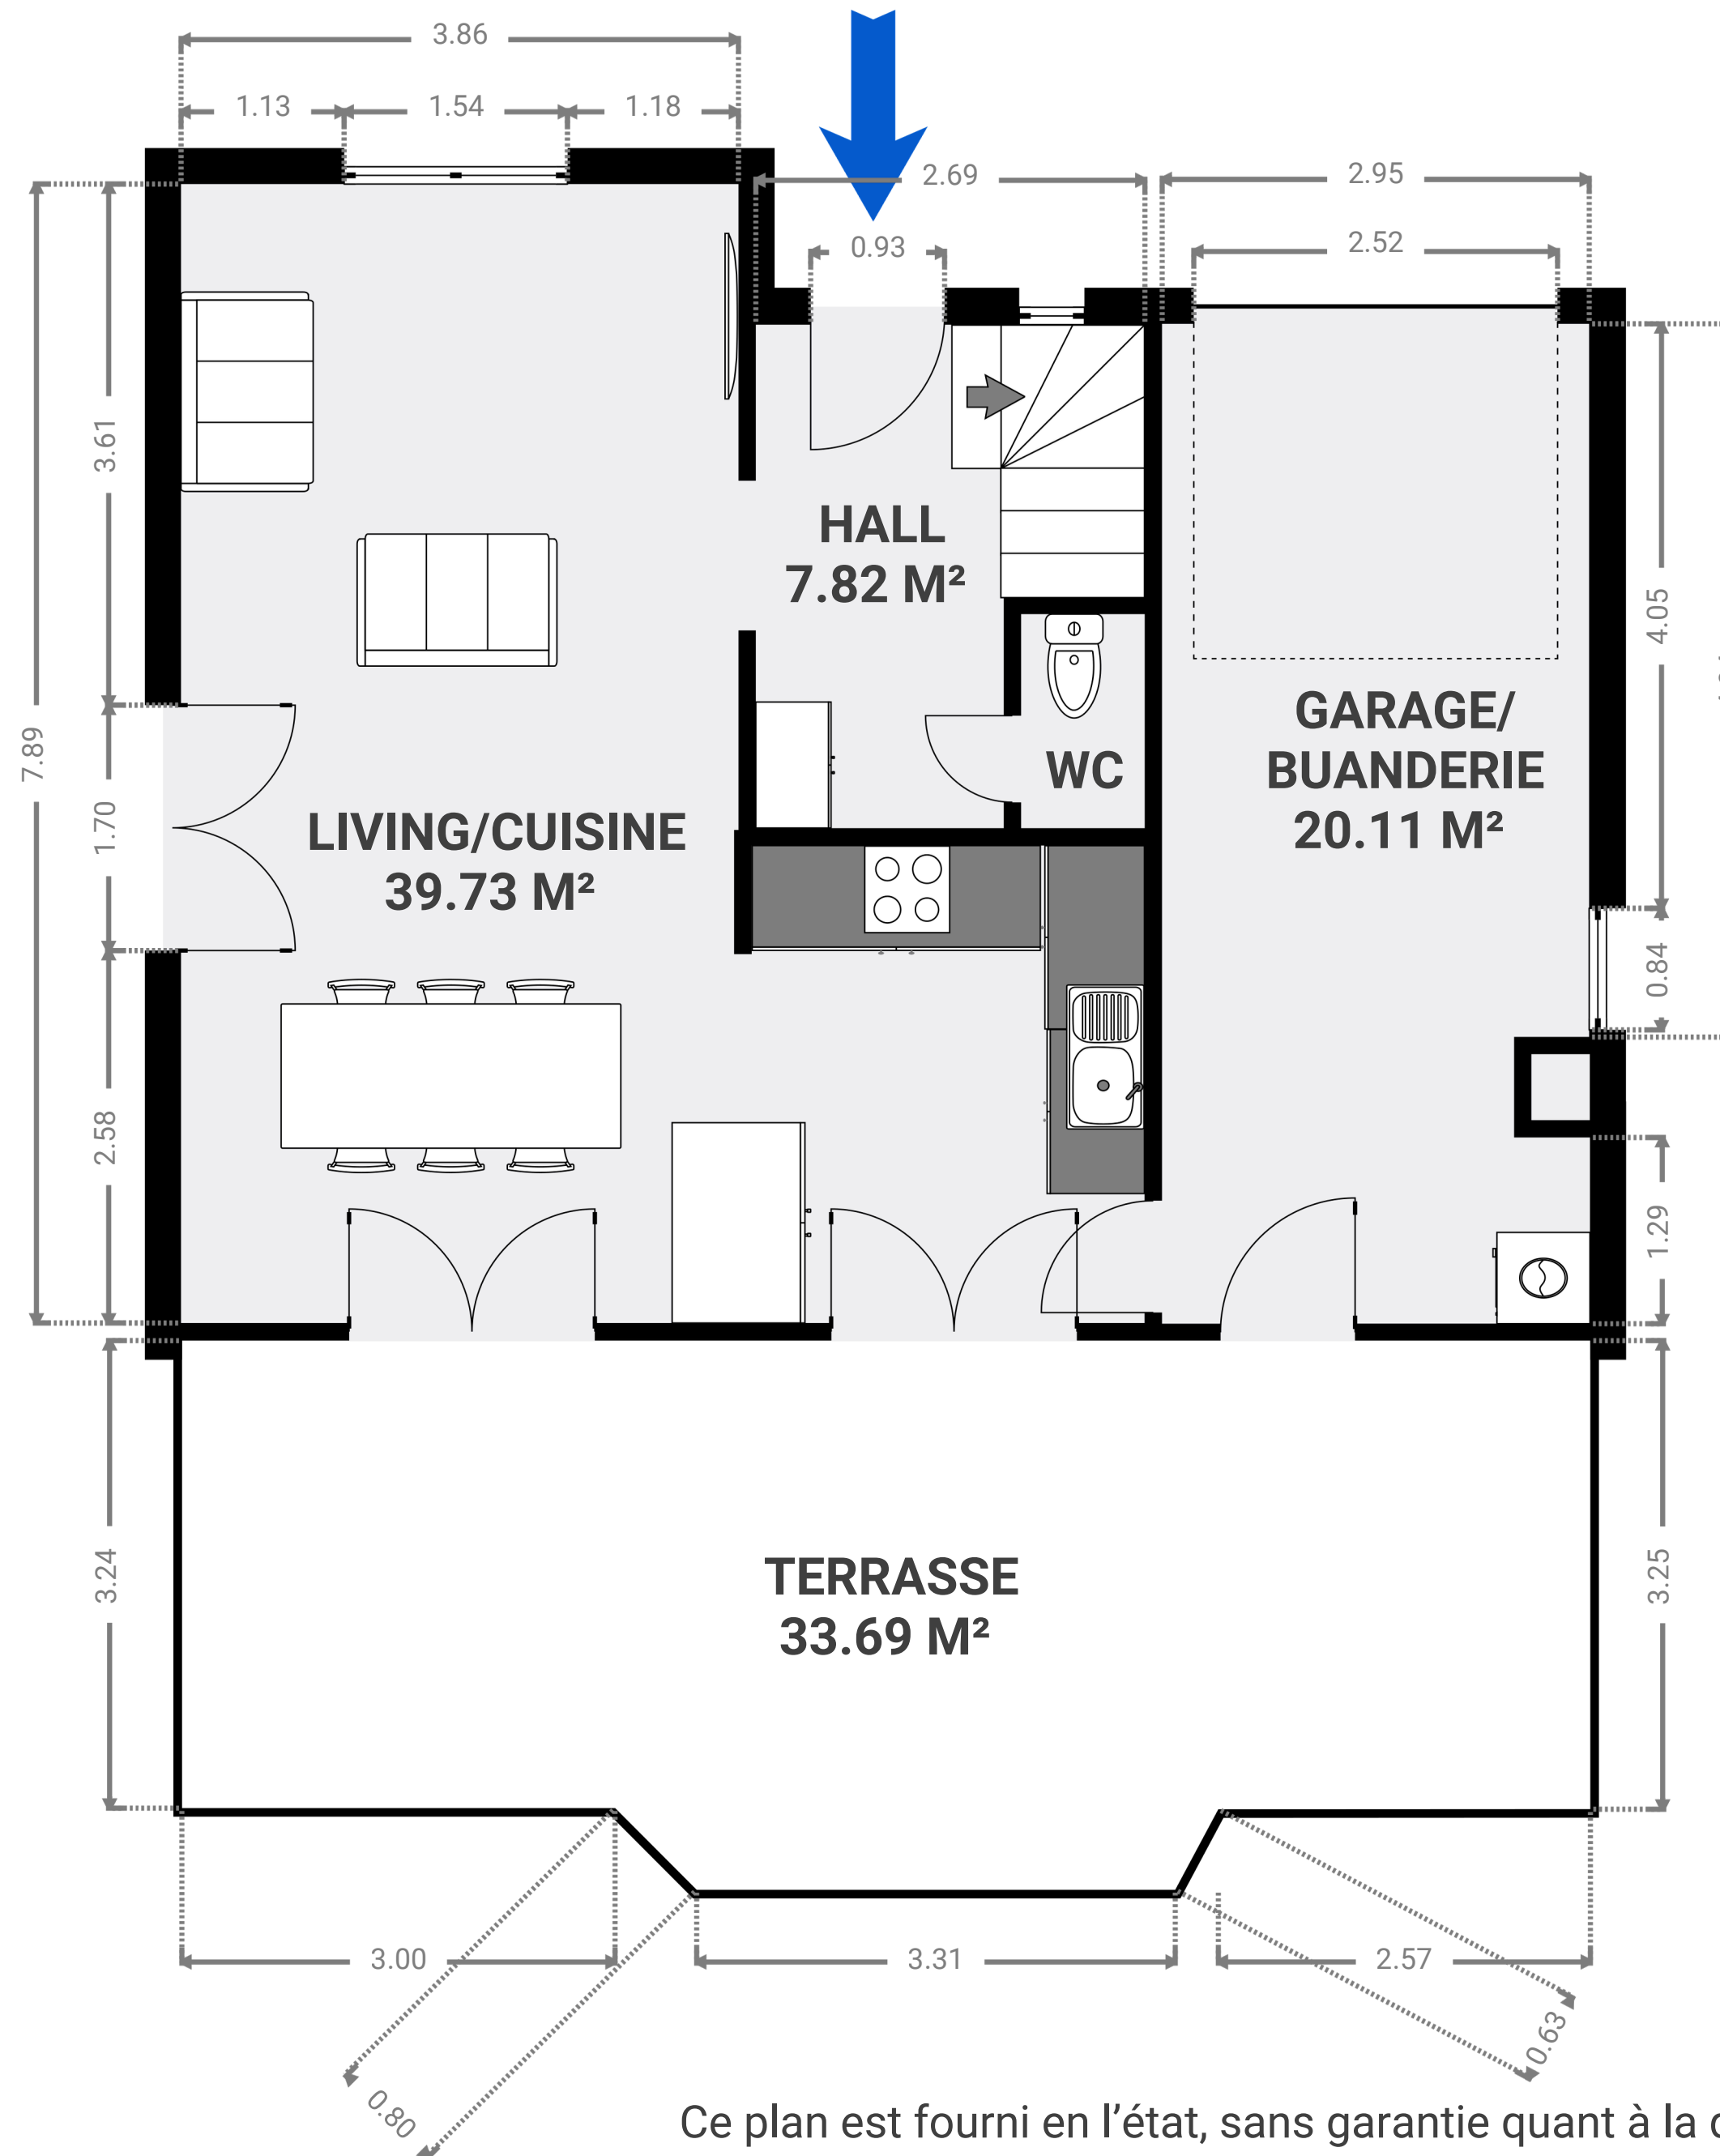 3.86
1.13
1.54
1.18
2.69
2.95
0.93
2.52
3.61
HALL
7.82 M²
4.05
GARAGE/
BUANDERIE
20.11 M²
WC
7.89
1.70
LIVING/CUISINE
39.73 M²
0.84
2.58
1.29
3.24
TERRASSE
33.69 M²
3.25
3.00
3.31
2.57
0.63
0.80
Ce plan est fourni en l’état, sans garantie quant à la